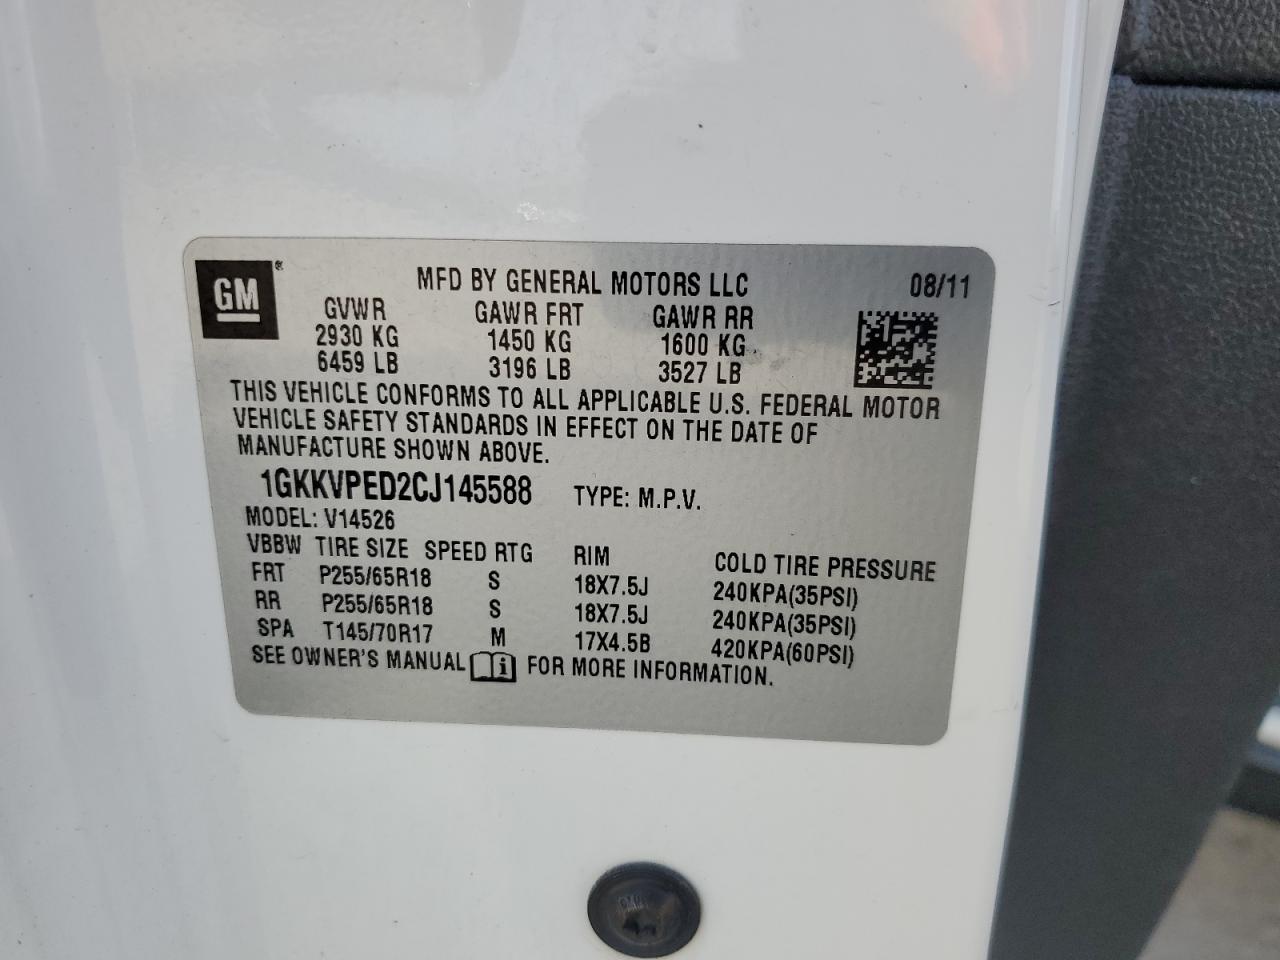 GM®
MFD BY GENERAL MOTORS LLC 08/11
GVWR GAWR FRT GAWR RR
2930 KG 1450 KG 1600 KG
6459 LB 3196 LB 3527 LB
THIS VEHICLE CONFORMS TO ALL APPLICABLE U.S. FEDERAL MOTOR
VEHICLE SAFETY STANDARDS IN EFFECT ON THE DATE OF
MANUFACTURE SHOWN ABOVE.
1GKKVPED2CJ145588 TYPE: M.P.V.
MODEL: V14526
VBBW TIRE SIZE SPEED RTG RIM COLD TIRE PRESSURE
FRT P255/65R18 S 18X7.5J 240KPA(35PSI)
RR P255/65R18 S 18X7.5J 240KPA(35PSI)
SPA T145/70R17 M 17X4.5B 420KPA(60PSI)
SEE OWNER'S MANUAL i FOR MORE INFORMATION.